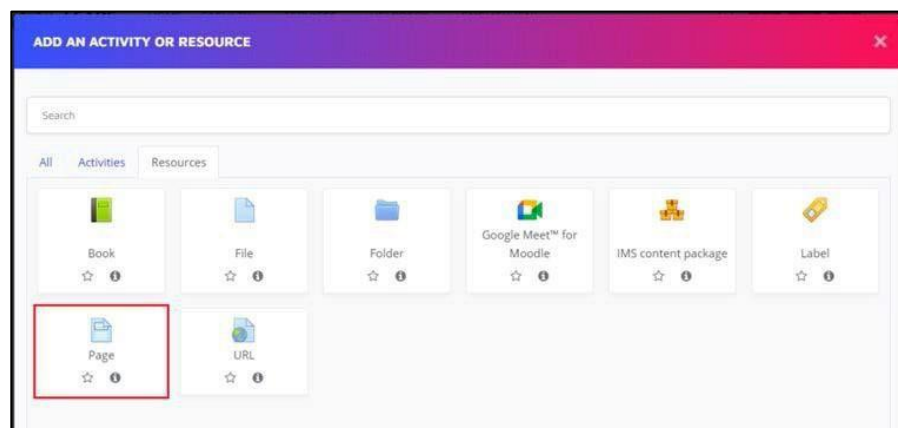 ADD AN ACTIVITY OR RESOURCE
Search
All Activities Resources
Book
File
Folder
Google Meet™ for
Moodle
IMS content package
Label
Page
URL